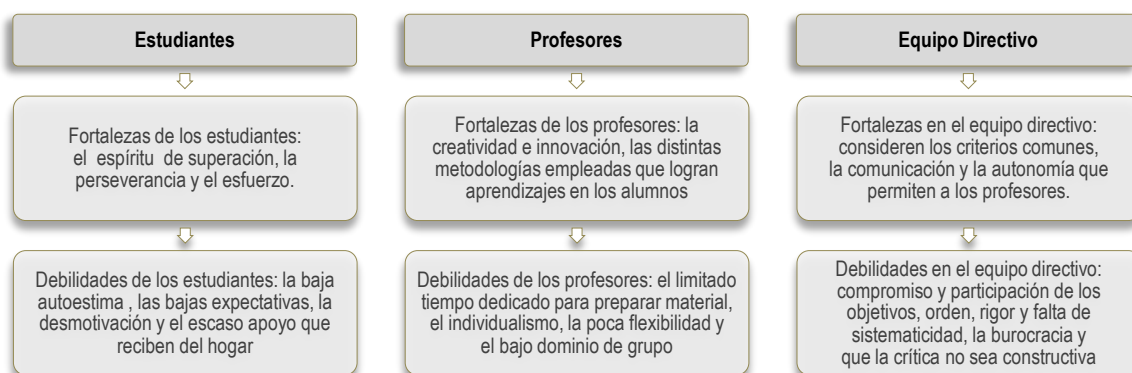 Estudiantes
Fortalezas de los estudiantes:
el espíritu de superación, la
perseverancia y el esfuerzo.
Debilidades de los estudiantes: la baja
autoestima , las bajas expectativas, la
desmotivación y el escaso apoyo que
reciben del hogar
Profesores
Fortalezas de los profesores: la
creatividad e innovación, las distintas
metodologías empleadas que logran
aprendizajes en los alumnos
Debilidades de los profesores: el limitado
tiempo dedicado para preparar material,
el individualismo, la poca flexibilidad y
el bajo dominio de grupo
Equipo Directivo
Fortalezas en el equipo directivo:
consideren los criterios comunes,
la comunicación y la autonomía que
permiten a los profesores.
Debilidades en el equipo directivo:
compromiso y participación de los
objetivos, orden, rigor y falta de
sistematicidad, la burocracia y
que la crítica no sea constructiva